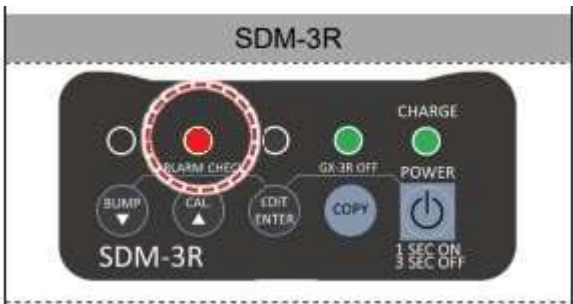 SDM-3R
CHARGE
ALARM CHECK
GX-3R OFF
POWER
BUMP
CAL
EDIT
ENTER
COPY
SDM-3R
1 SEC ON
3 SEC OFF